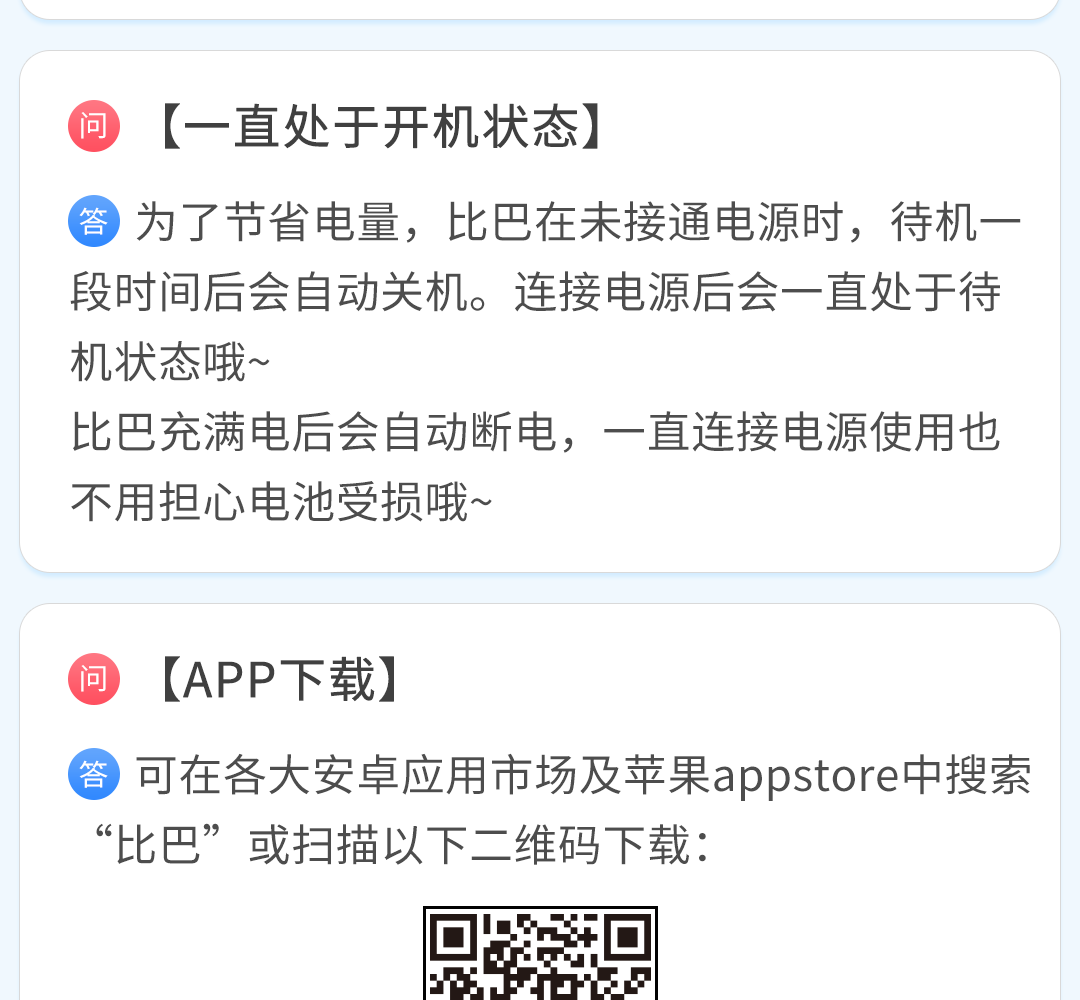 问 【一直处于开机状态】
答 为了节省电量，比巴在未接通电源时，待机一
段时间后会自动关机。连接电源后会一直处于待
机状态哦~
比巴充满电后会自动断电，一直连接电源使用也
不用担心电池受损哦~
问 【APP下载】
答 可在各大安卓应用市场及苹果appstore中搜索
“比巴”或扫描以下二维码下载：